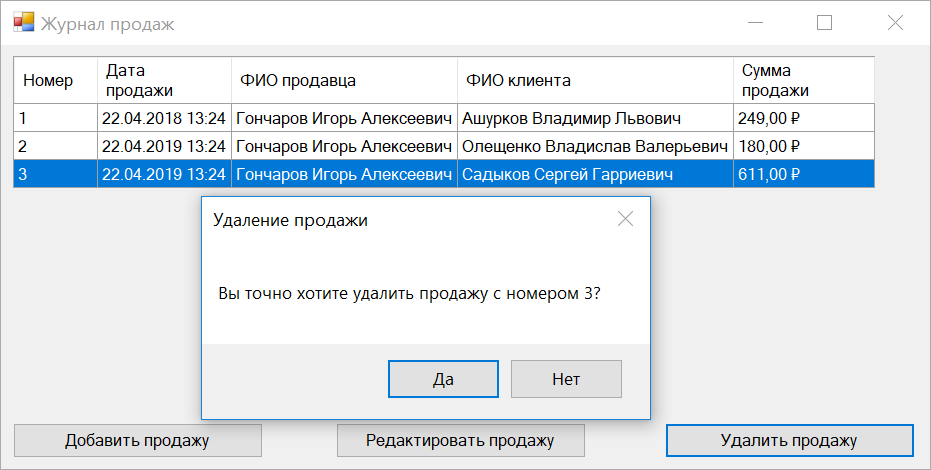 Журнал продаж
Номер Дата продажи ФИО продавца ФИО клиента Сумма продажи
1 22.04.2018 13:24 Гончаров Игорь Алексеевич Ашурков Владимир Львович 249,00 ₽
2 22.04.2019 13:24 Гончаров Игорь Алексеевич Олещенко Владислав Валерьевич 180,00 ₽
3 22.04.2019 13:24 Гончаров Игорь Алексеевич Садыков Сергей Гарриевич 611,00 ₽
Удаление продажи
Вы точно хотите удалить продажу с номером 3?
Да Нет
Добавить продажу Редактировать продажу Удалить продажу